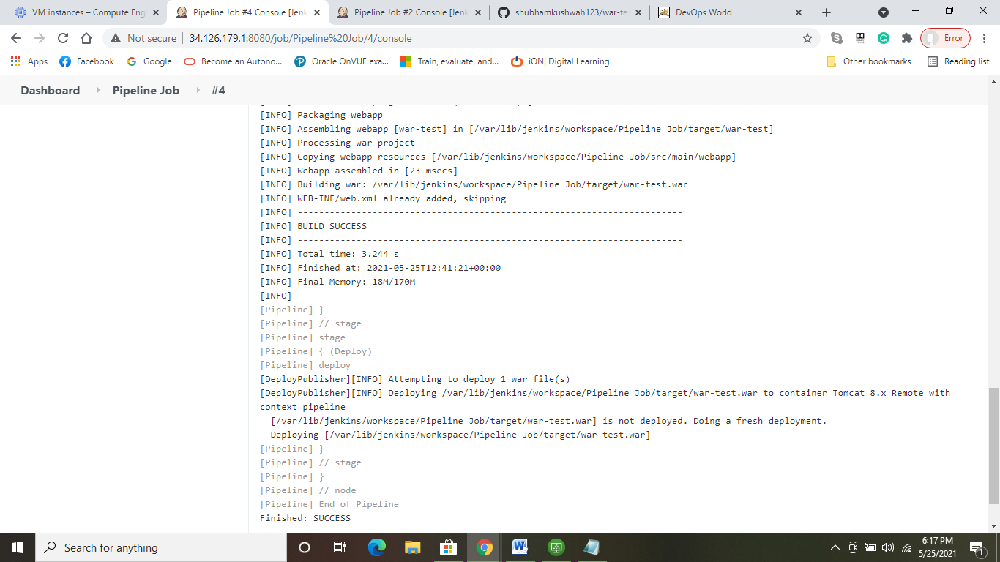 VM instances – Compute Eng
Pipeline Job #4 Console [Jenk
Pipeline Job #2 Console [Jenk
shubhamkushwah123/war-te
DevOps World
Not secure
34.126.179.1:8080/job/Pipeline%20Job/4/console
Error
Apps
Facebook
Google
Become an Autono...
Oracle OnVUE exa...
Train, evaluate, and...
iON| Digital Learning
Other bookmarks
Reading list
Dashboard
Pipeline Job
#4
[INFO] Packaging webapp
[INFO] Assembling webapp [war-test] in [/var/lib/jenkins/workspace/Pipeline Job/target/war-test]
[INFO] Processing war project
[INFO] Copying webapp resources [/var/lib/jenkins/workspace/Pipeline Job/src/main/webapp]
[INFO] Webapp assembled in [23 msecs]
[INFO] Building war: /var/lib/jenkins/workspace/Pipeline Job/target/war-test.war
[INFO] WEB-INF/web.xml already added, skipping
[INFO] ------------------------------------------------------------------------
[INFO] BUILD SUCCESS
[INFO] ------------------------------------------------------------------------
[INFO] Total time: 3.244 s
[INFO] Finished at: 2021-05-25T12:41:21+00:00
[INFO] Final Memory: 18M/170M
[INFO] ------------------------------------------------------------------------
[Pipeline] }
[Pipeline] // stage
[Pipeline] stage
[Pipeline] { (Deploy)
[Pipeline] deploy
[DeployPublisher][INFO] Attempting to deploy 1 war file(s)
[DeployPublisher][INFO] Deploying /var/lib/jenkins/workspace/Pipeline Job/target/war-test.war to container Tomcat 8.x Remote with
context pipeline
[/var/lib/jenkins/workspace/Pipeline Job/target/war-test.war] is not deployed. Doing a fresh deployment.
Deploying [/var/lib/jenkins/workspace/Pipeline Job/target/war-test.war]
[Pipeline] }
[Pipeline] // stage
[Pipeline] }
[Pipeline] // node
[Pipeline] End of Pipeline
Finished: SUCCESS
Search for anything
6:17 PM
5/25/2021
1